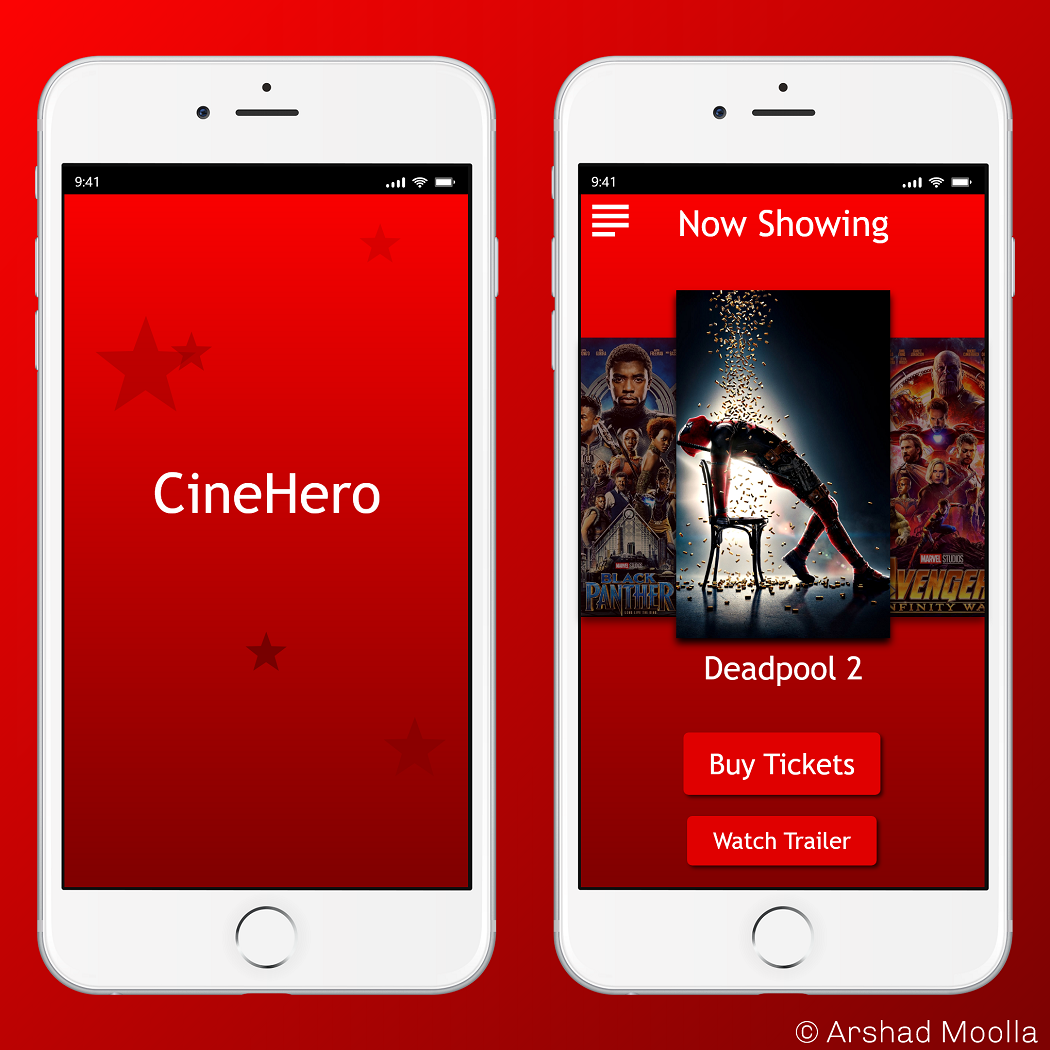 9:41
CineHero
9:41
Now Showing
MARVEL STUDIOS
BLACK
PANTHER
MARVEL STUDIOS
AVENGER
INFINITY WA
Deadpool 2
Buy Tickets
Watch Trailer
© Arshad Moolla